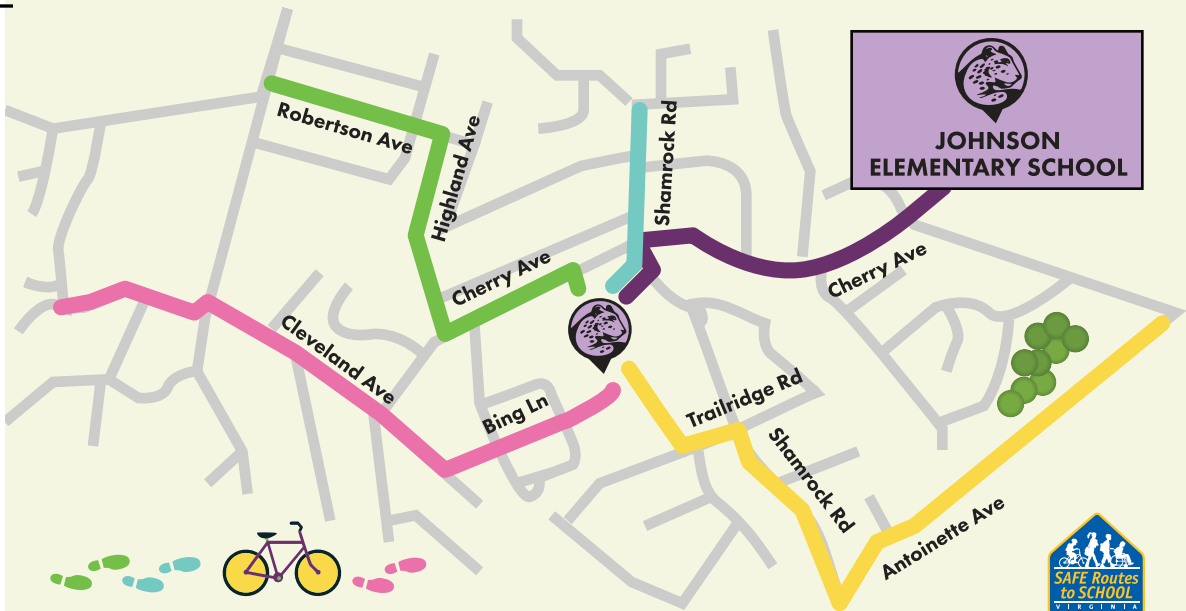 JOHNSON
ELEMENTARY SCHOOL
Robertson Ave
Highland Ave
Shamrock Rd
Cherry Ave
Cherry Ave
Cleveland Ave
Bing Ln
Trailridge Rd
Shamrock Rd
Antoinette Ave
SAFE Routes
to SCHOOL
VIRGINIA